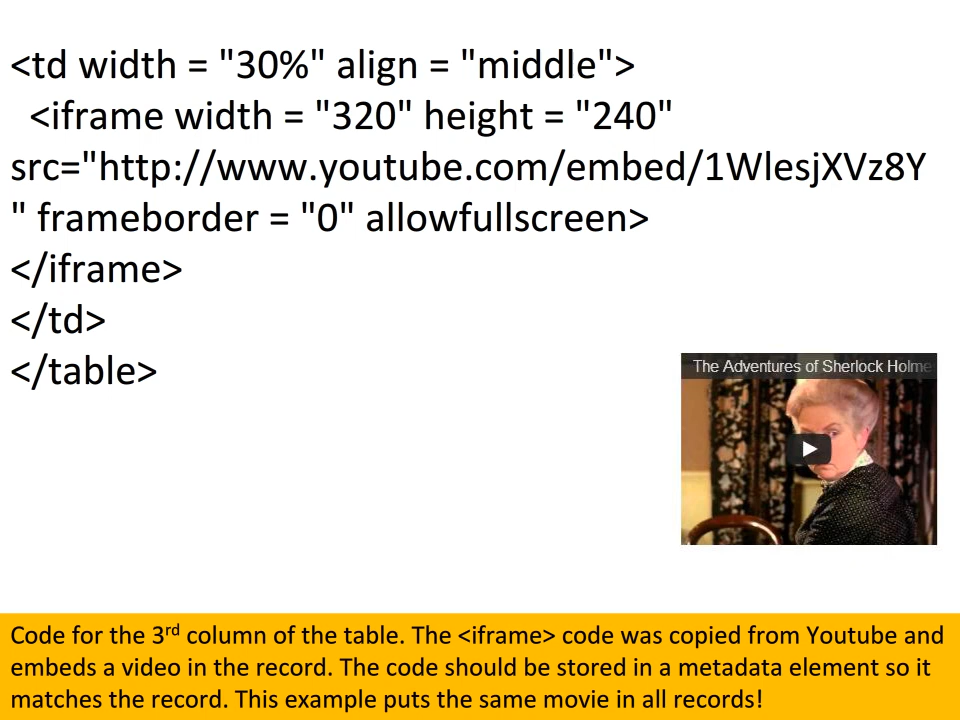 <td width = "30%" align = "middle">
<iframe width = "320" height = "240"
src="http://www.youtube.com/embed/1WlesjXVz8Y
" frameborder = "0" allowfullscreen>
</iframe>
</td>
</table>
The Adventures of Sherlock Holme
Code for the 3rd column of the table. The <iframe> code was copied from Youtube and
embeds a video in the record. The code should be stored in a metadata element so it
matches the record. This example puts the same movie in all records!